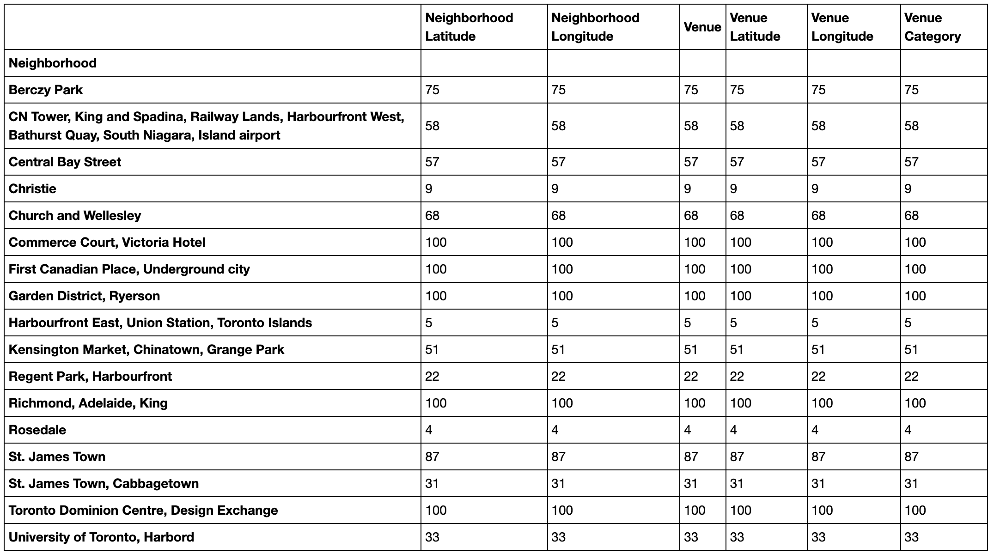 Neighborhood Latitude Neighborhood Longitude Venue Venue Latitude Venue Longitude Venue Category
Neighborhood
Berczy Park 75 75 75 75 75 75
CN Tower, King and Spadina, Railway Lands, Harbourfront West,
Bathurst Quay, South Niagara, Island airport 58 58 58 58 58 58
Central Bay Street 57 57 57 57 57 57
Christie 9 9 9 9 9 9
Church and Wellesley 68 68 68 68 68 68
Commerce Court, Victoria Hotel 100 100 100 100 100 100
First Canadian Place, Underground city 100 100 100 100 100 100
Garden District, Ryerson 100 100 100 100 100 100
Harbourfront East, Union Station, Toronto Islands 5 5 5 5 5 5
Kensington Market, Chinatown, Grange Park 51 51 51 51 51 51
Regent Park, Harbourfront 22 22 22 22 22 22
Richmond, Adelaide, King 100 100 100 100 100 100
Rosedale 4 4 4 4 4 4
St. James Town 87 87 87 87 87 87
St. James Town, Cabbagetown 31 31 31 31 31 31
Toronto Dominion Centre, Design Exchange 100 100 100 100 100 100
University of Toronto, Harbord 33 33 33 33 33 33